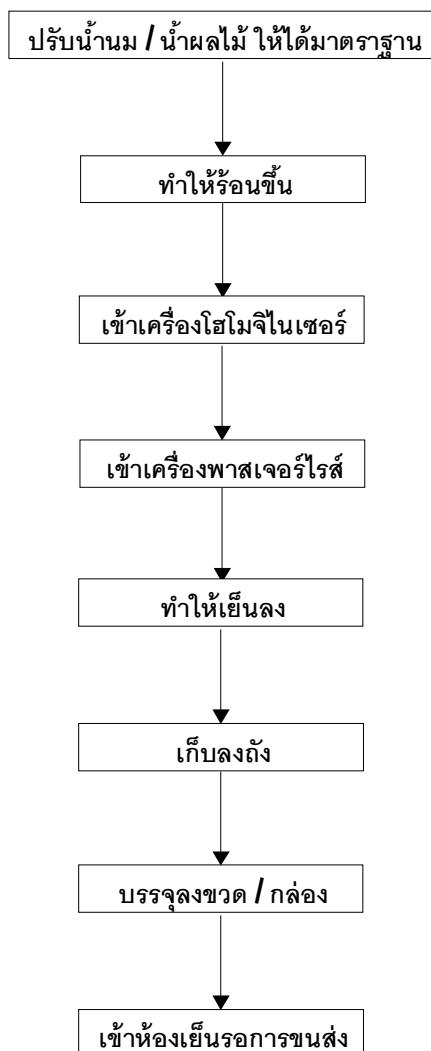 ปรับน้ำนม / น้ำผลไม้ ให้ได้มาตราฐาน
ทำให้ร้อนขึ้น
เข้าเครื่องโฮโมจิไนเซอร์
เข้าเครื่องพาสเจอร์ไรส์
ทำให้เย็นลง
เก็บลงถัง
บรรจุลงขวด / กล่อง
เข้าห้องเย็นรอการขนส่ง